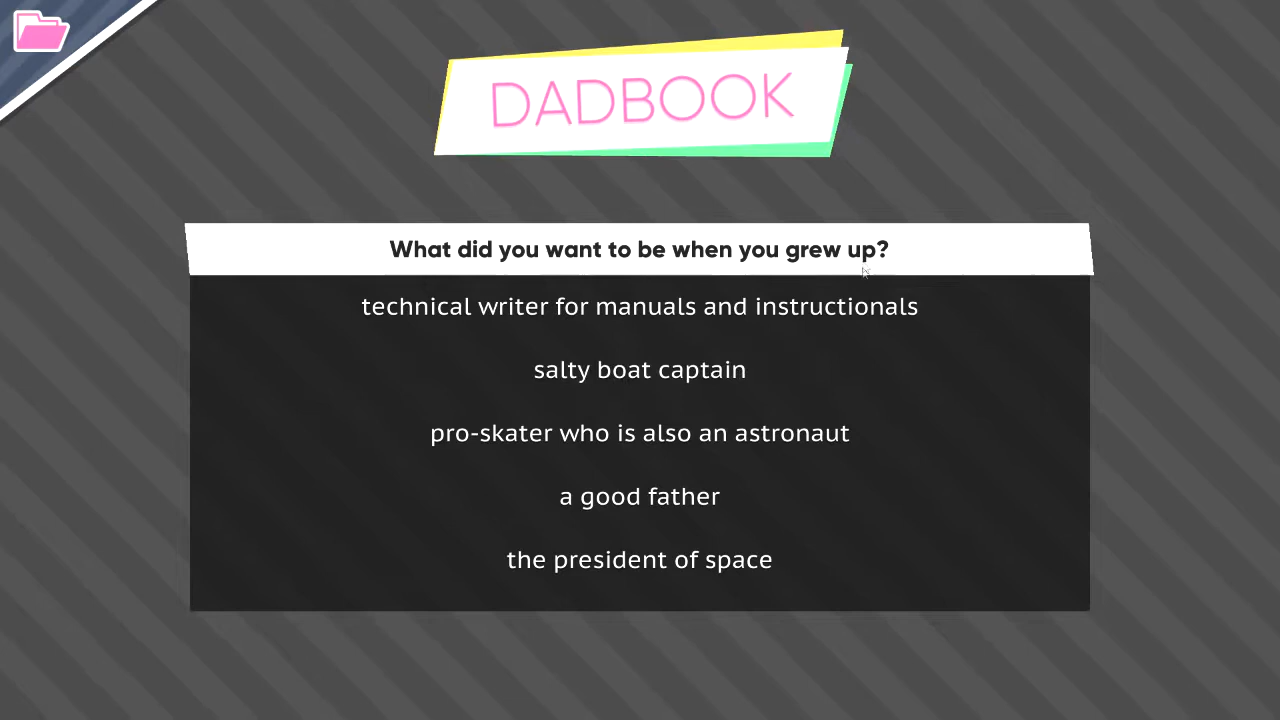 DADBOOK
What did you want to be when you grew up?
technical writer for manuals and instructionals
salty boat captain
pro-skater who is also an astronaut
a good father
the president of space